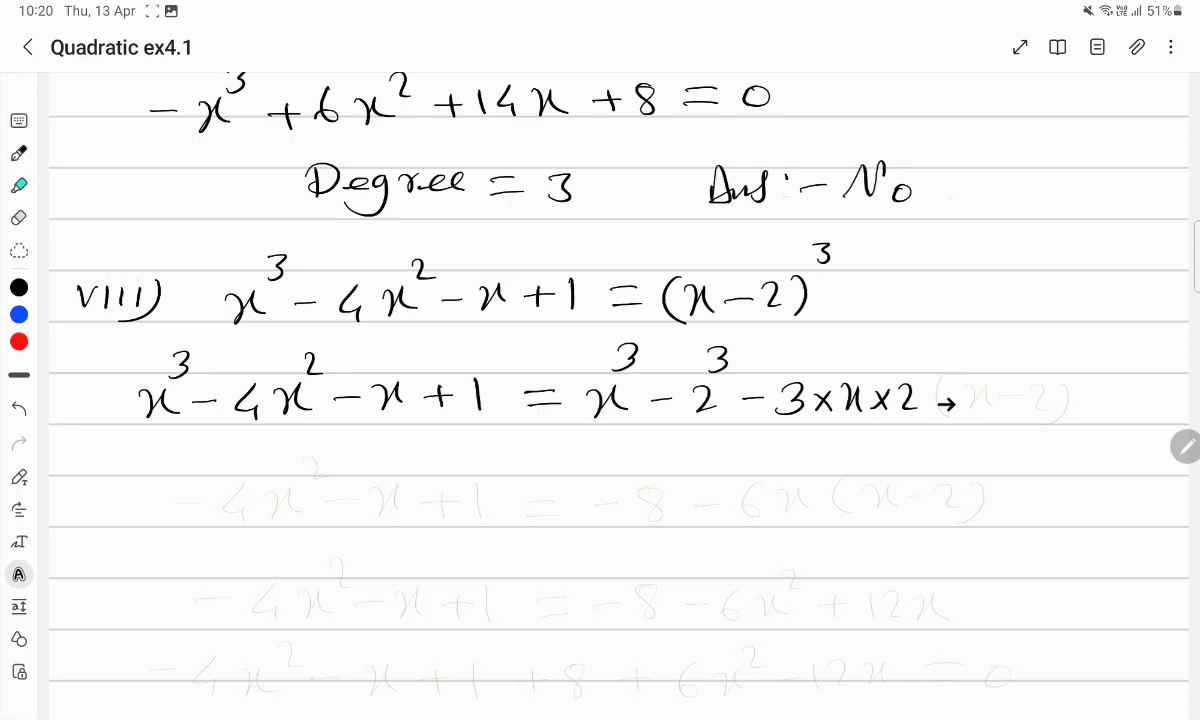 10:20 Thu, 13 Apr 51%
Quadratic ex4.1
- x³ + 6x² + 14x + 8 = 0
Degree = 3 Ans :- No
viii) x³ - 4x² - x + 1 = (x - 2)³
x³ - 4x² - x + 1 = x³ - 2³ - 3 × x × 2 (x - 2)
- 4x² - x + 1 = - 8 - 6x (x - 2)
- 4x² - x + 1 = - 8 - 6x² + 12x
- 4x² - x + 1 + 8 + 6x² - 12x = 0